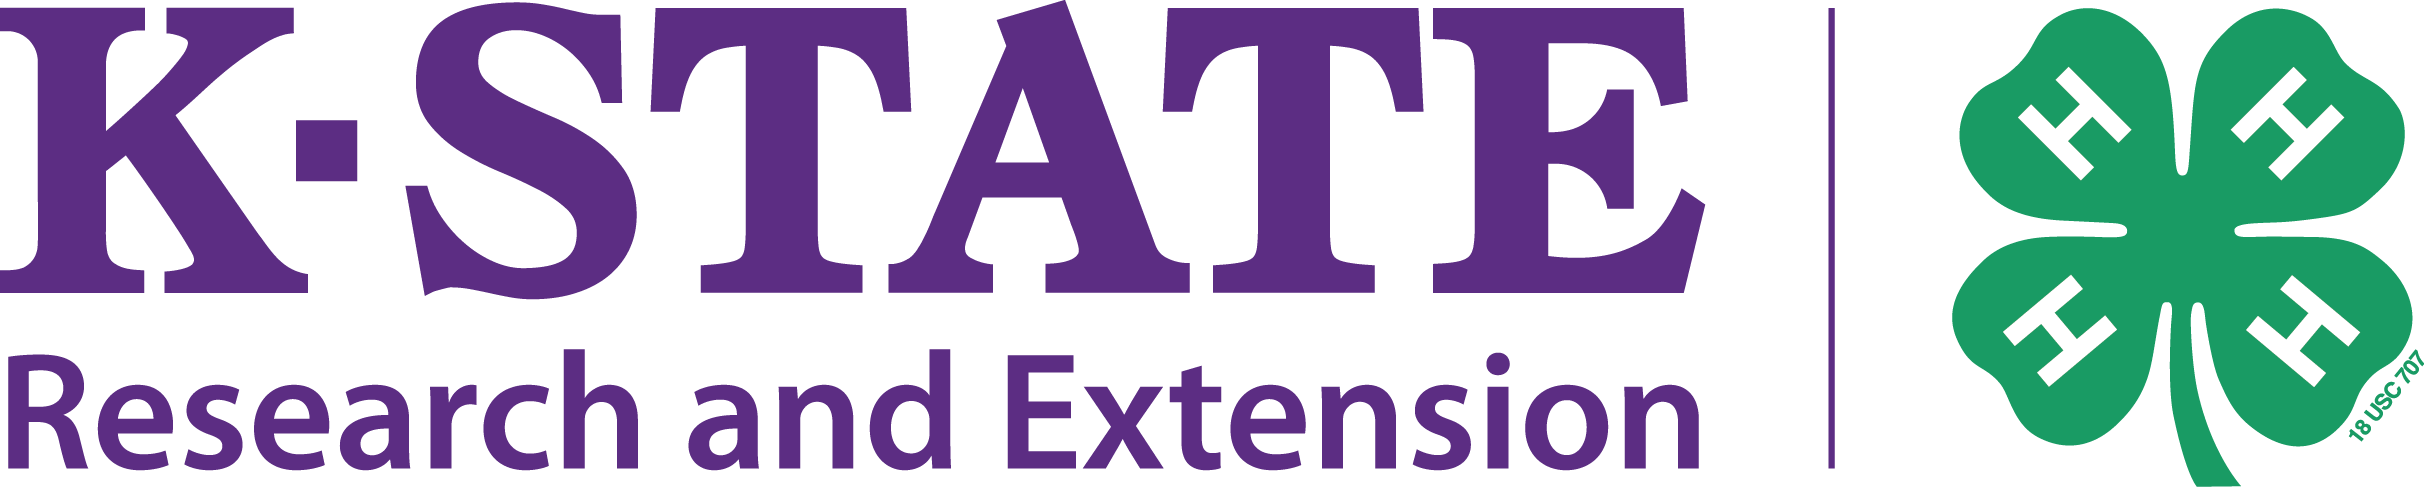 K·STATE
Research and Extension
H H
H H
18 USC 707